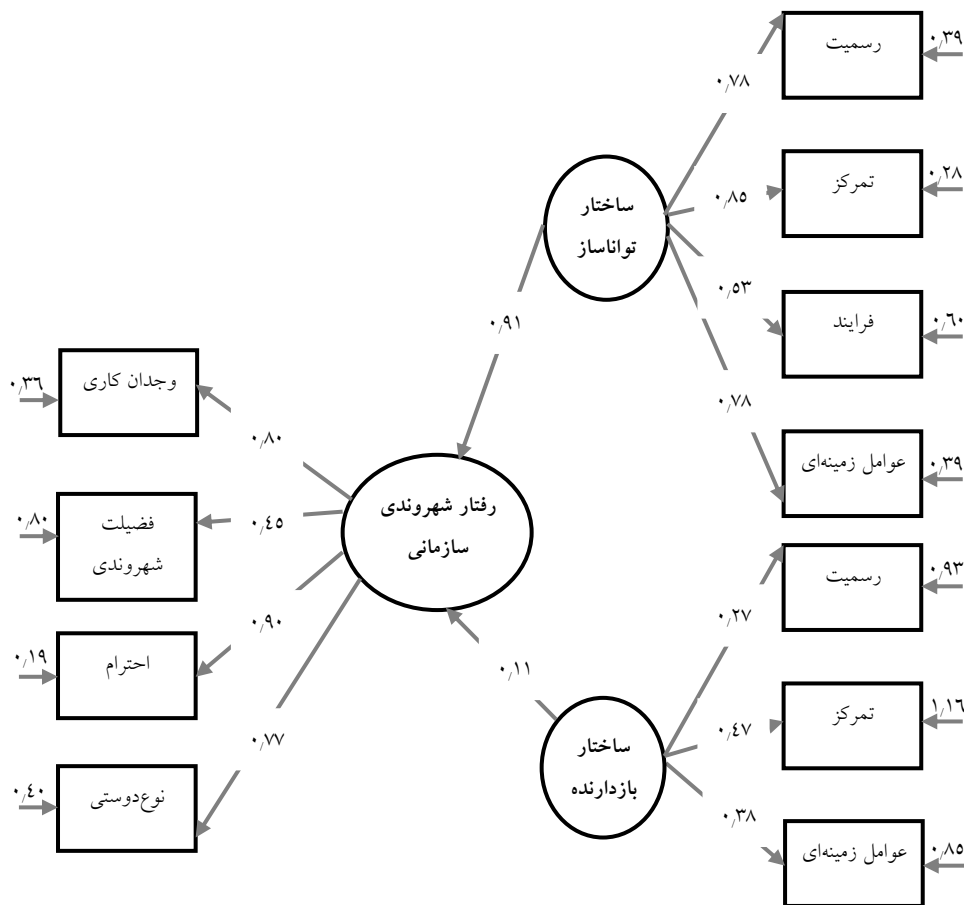 رسمیت
۰٫۳۹
۰٫۷۸
تمرکز
۰٫۲۸
۰٫۸۵
ساختار
تواناساز
فرایند
۰٫۶۰
۰٫۵۳
۰٫۹۱
وجدان کاری
۰٫۳۶
۰٫۷۸
۰٫۸۰
عوامل زمینه‌ای
۰٫۳۹
رفتار شهروندی
سازمانی
فضیلت
شهروندی
۰٫۸۰
۰٫۴۵
رسمیت
۰٫۹۳
۰٫۲۷
۰٫۹۰
احترام
۰٫۱۹
۰٫۱۱
تمرکز
۱٫۱۶
۰٫۴۷
ساختار
بازدارنده
۰٫۷۷
نوع‌دوستی
۰٫۴۰
۰٫۳۸
عوامل زمینه‌ای
۰٫۸۵